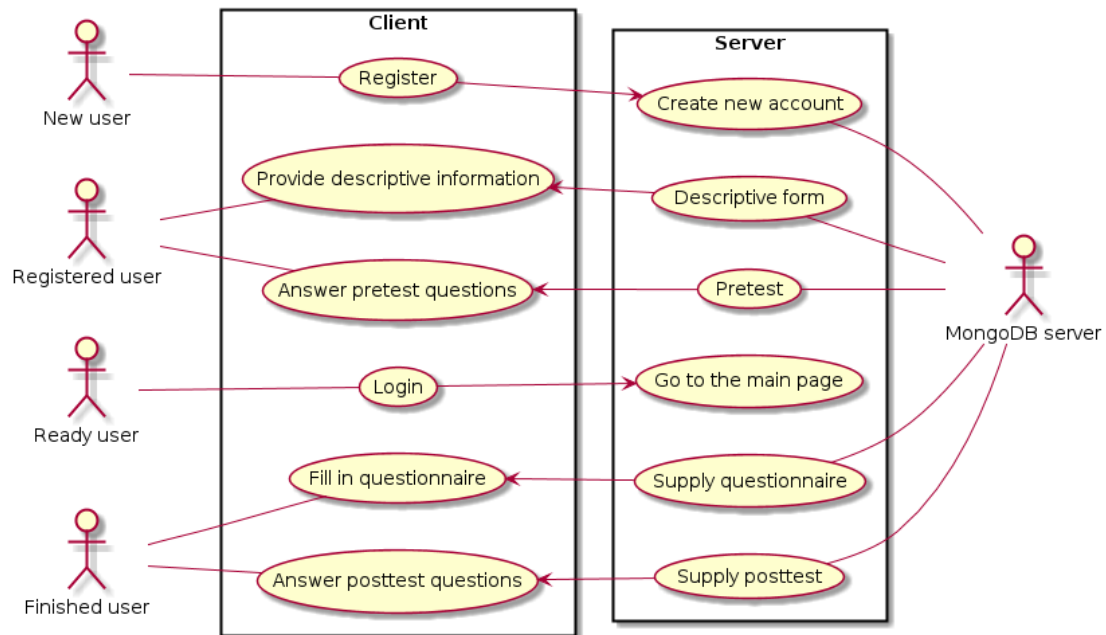 Client
Server
New user
Register
Create new account
Provide descriptive information
Descriptive form
Registered user
Answer pretest questions
Pretest
MongoDB server
Login
Go to the main page
Ready user
Fill in questionnaire
Supply questionnaire
Answer posttest questions
Supply posttest
Finished user